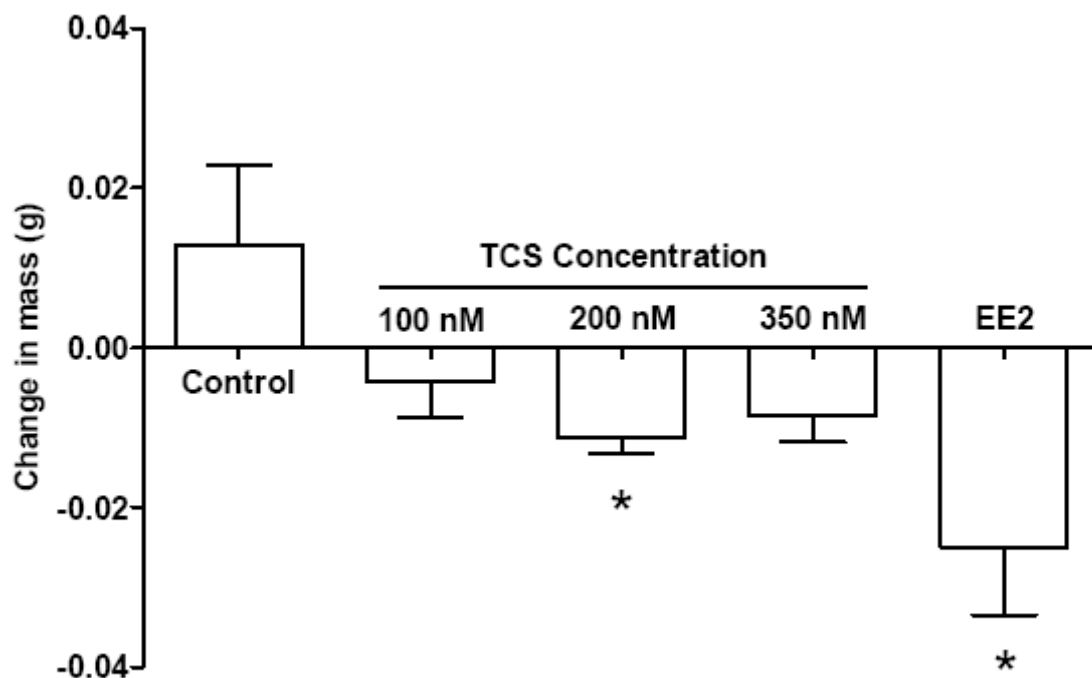 Change in mass (g)
0.04
0.02
0.00
-0.02
-0.04
TCS Concentration
100 nM 200 nM 350 nM EE2
Control
*
*